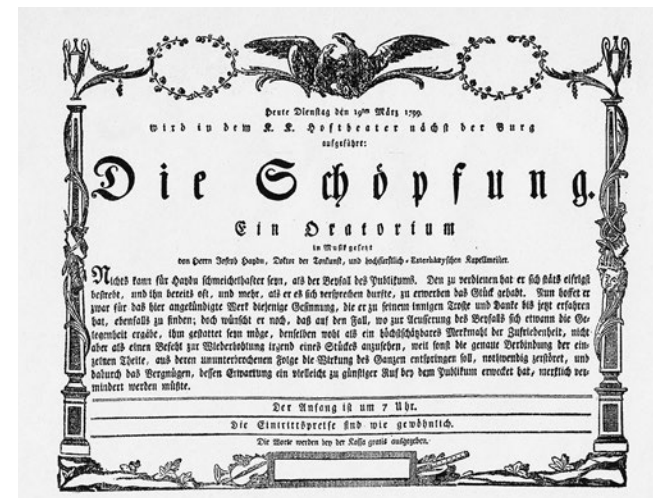 Heute Dienstag den 19ten März 1799.
wird in dem K. K. Hoftheater nächst der Burg
aufgeführt:
Die Schöpfung.
Ein Oratorium
in Musik gesetzt
von Herrn Joseph Haydn, Doktor der Tonkunst, und hochfürstlich-Esterházyschen Kapellmeister.
Nichts kann für Haydn schmeichelhafter seyn, als der Beyfall des Publikums. Den zu verdienen hat er sich stäts eifrigst
bestrebt, und ihn bereits oft, und mehr, als er es sich versprechen durfte, zu erwerben das Glück gehabt. Nun hoffet er
zwar für das hier angekündigte Werk diejenige Gesinnung, die er zu seinem innigen Troste und Danke bis jetzt erfahren
hat, ebenfalls zu finden; doch wünscht er noch, daß auf den Fall, wo zur Aeuserung des Beyfalls sich etwann die Ge-
legenheit ergäbe, ihm gestattet seyn möge, denselben wohl als ein höchstschätzbares Merkmahl der Zufriedenheit, nicht
aber als einen Befehl zur Wiederhohlung irgend eines Stückes anzusehen, weil sonst die genaue Verbindung der ein-
zelnen Theile, aus deren ununterbrochenen Folge die Wirkung des Ganzen entspringen soll, nothwendig zerstöret, und
dadurch das Vergnügen, dessen Erwartung ein vielleicht zu günstiger Ruf bey dem Publikum erwecket hat, merklich ver-
mindert werden müßte.
Der Anfang ist um 7 Uhr.
Die Eintrittspreise sind wie gewöhnlich.
Die Worte werden bey der Kassa gratis ausgegeben.